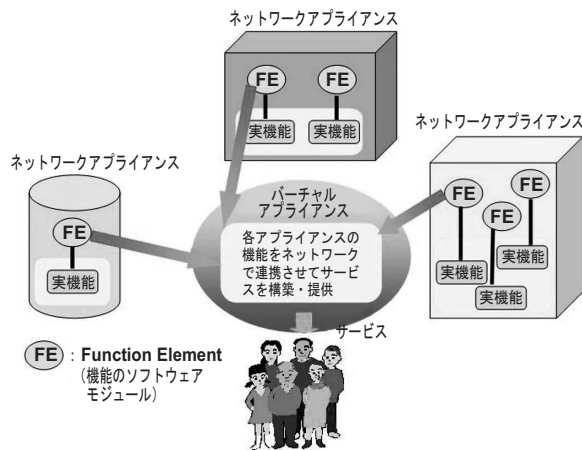 ネットワークアプライアンス
FE
FE
実機能
実機能
ネットワークアプライアンス
FE
実機能
ネットワークアプライアンス
FE
FE
FE
実機能
実機能
実機能
バーチャル
アプライアンス
各アプライアンスの
機能をネットワーク
で連携させてサービ
スを構築・提供
サービス
FE : Function Element
(機能のソフトウェア
モジュール)